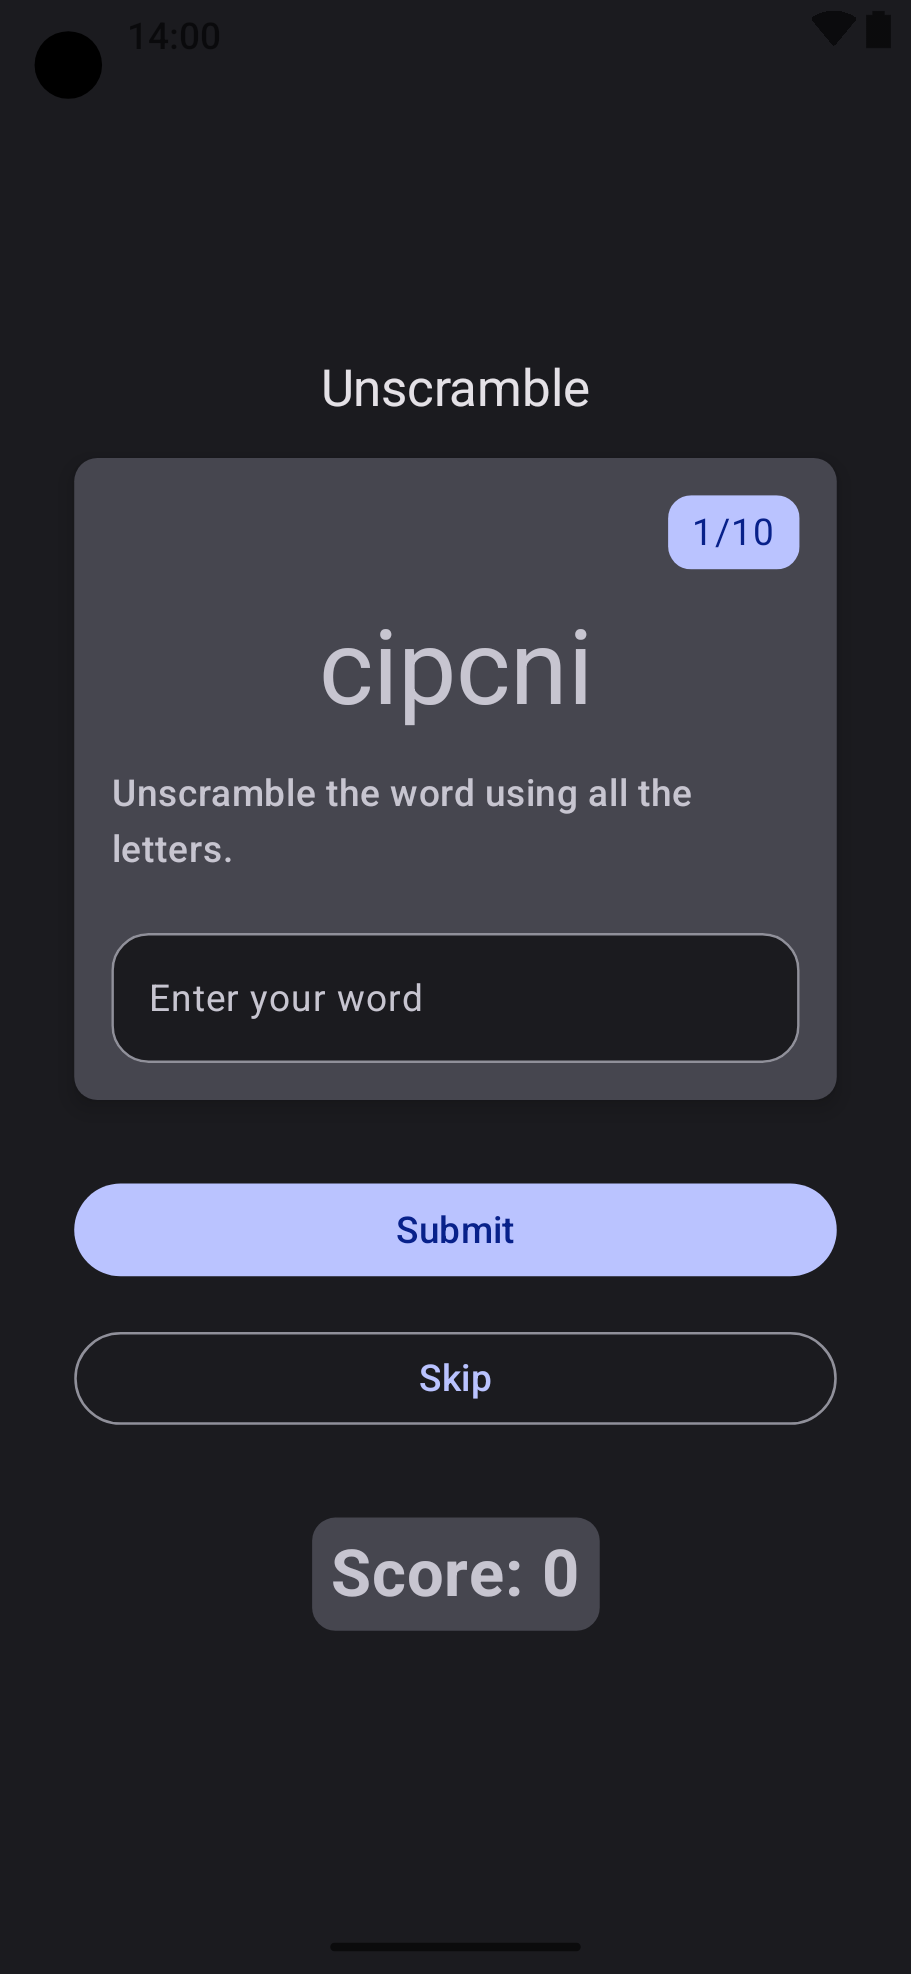 14:00
Unscramble
1/10
cipcni
Unscramble the word using all the
letters.
Enter your word
Submit
Skip
Score: 0